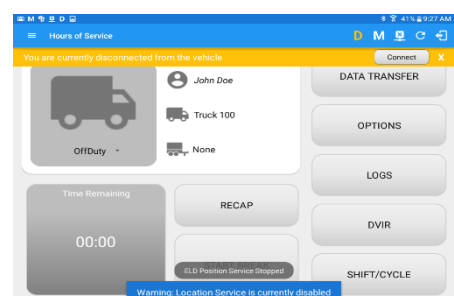 M D
41% 9:27 AM
Hours of Service
D M
You are currently disconnected from the vehicle
Connect X
John Doe
Truck 100
None
OffDuty
DATA TRANSFER
OPTIONS
LOGS
DVIR
SHIFT/CYCLE
Time Remaining
00:00
RECAP
START BREAK
ELD Position Service Stopped
Warning: Location Service is currently disabled